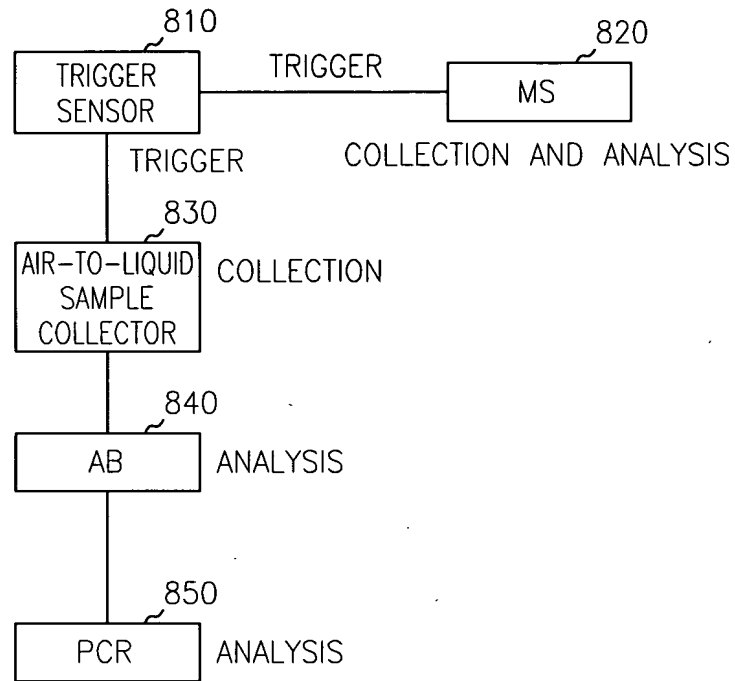 810
TRIGGER
SENSOR
TRIGGER
820
MS
COLLECTION AND ANALYSIS
TRIGGER
830
AIR-TO-LIQUID
SAMPLE
COLLECTOR
COLLECTION
840
AB
ANALYSIS
850
PCR
ANALYSIS